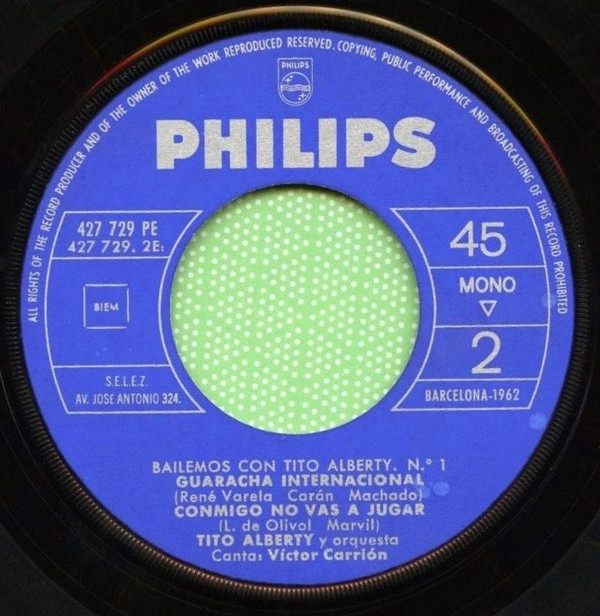 ALL RIGHTS OF THE RECORD PRODUCER AND OF THE OWNER OF THE WORK REPRODUCED RESERVED. COPYING, PUBLIC PERFORMANCE AND BROADCASTING OF THIS RECORD PROHIBITED
PHILIPS
PHILIPS
427 729 PE
427 729. 2E:
BIEM
S.E.L.E.Z.
AV. JOSE ANTONIO 324.
45
MONO
2
BARCELONA-1962
BAILEMOS CON TITO ALBERTY. N.º 1
GUARACHA INTERNACIONAL
(René Varela Carán Machado)
CONMIGO NO VAS A JUGAR
(L. de Olivol Marvil)
TITO ALBERTY y orquesta
Canta: Víctor Carrión